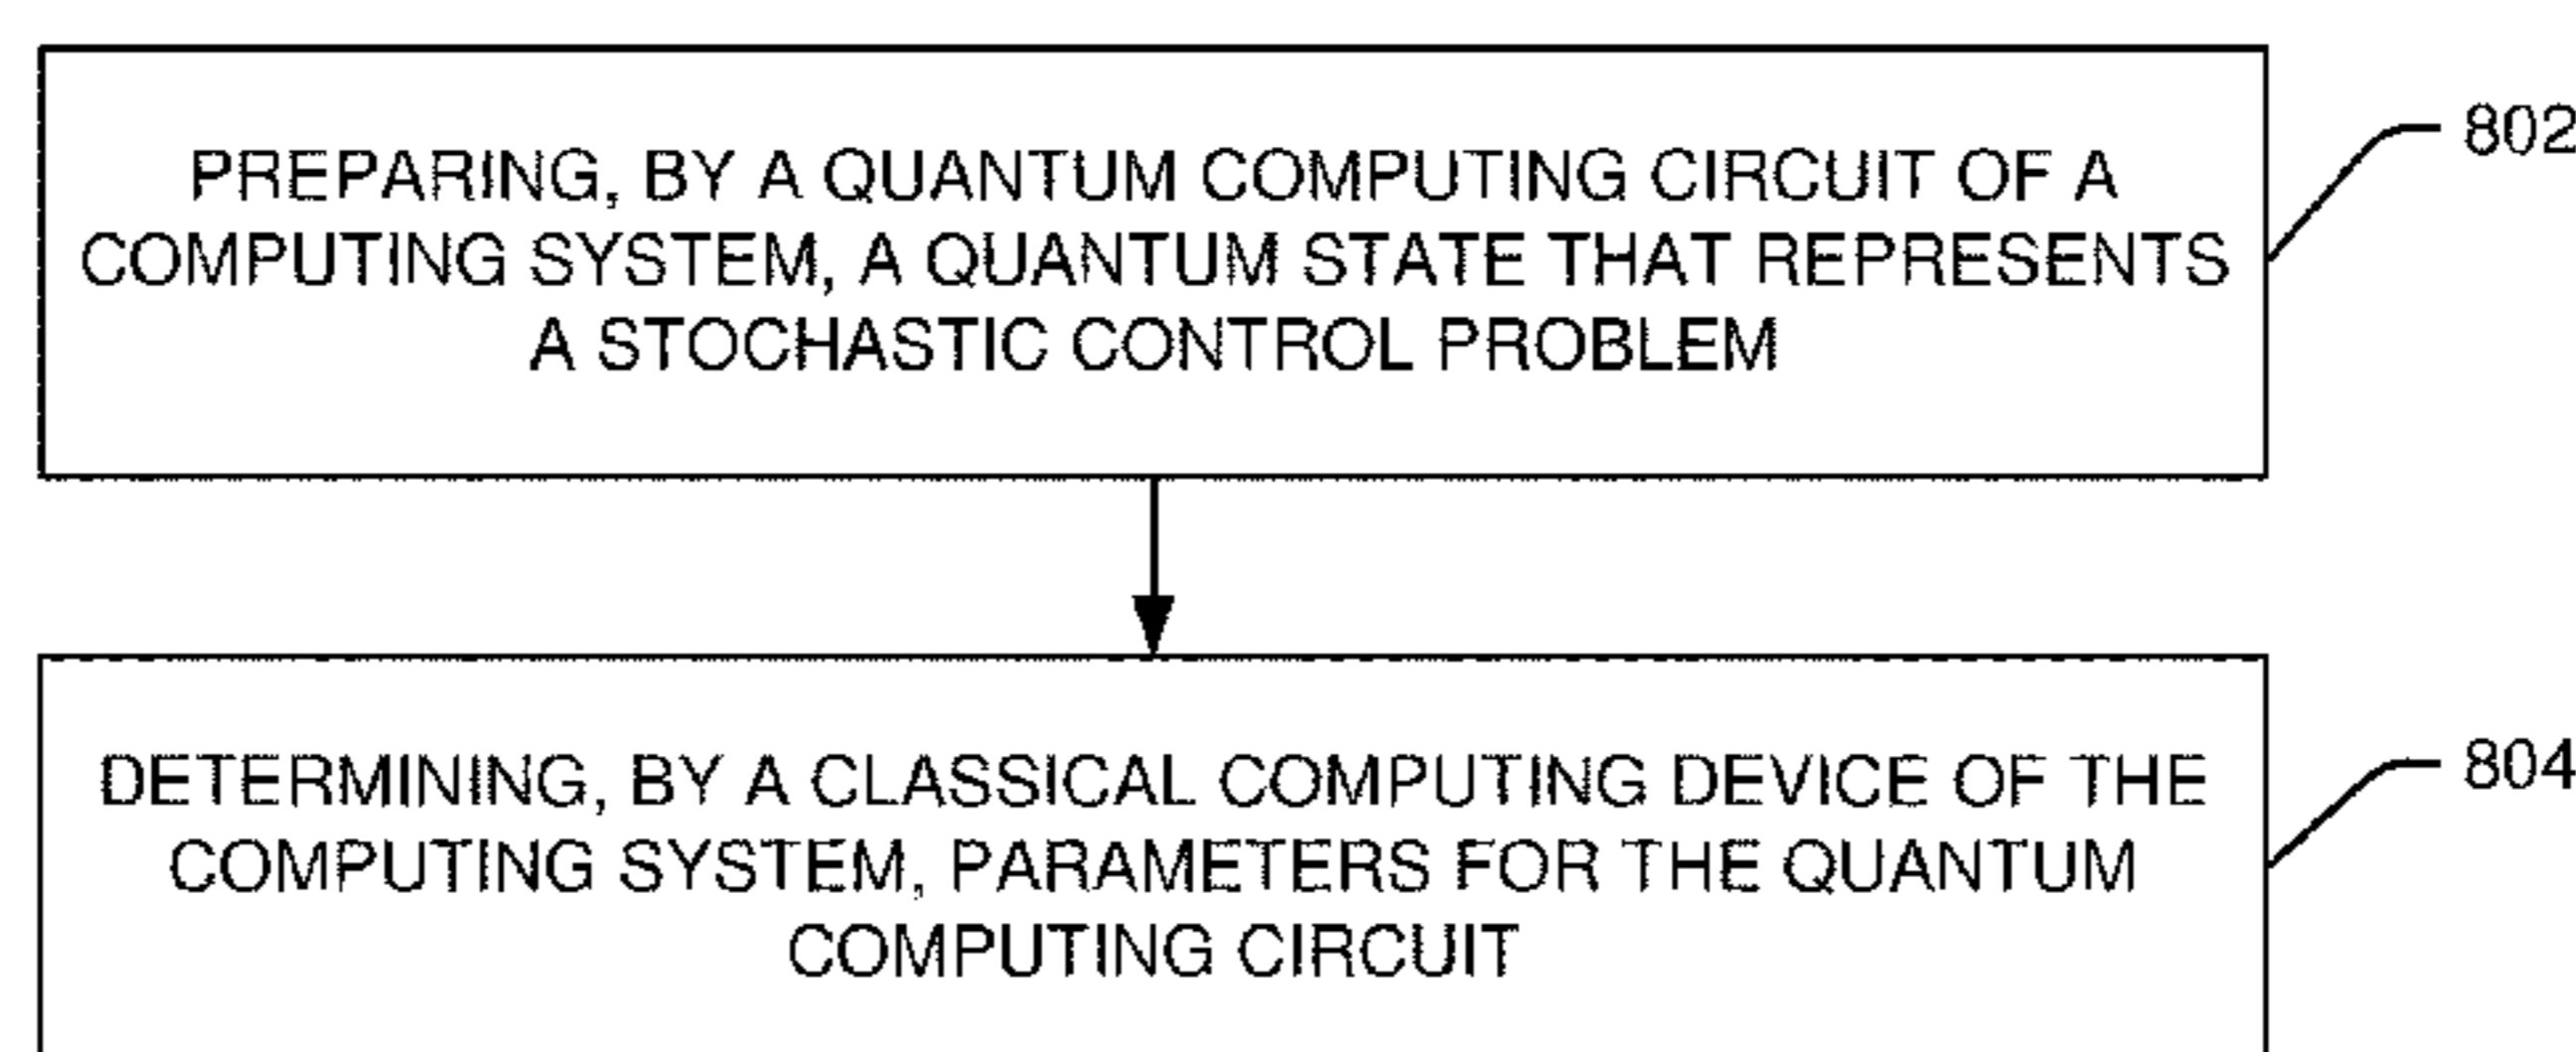 PREPARING, BY A QUANTUM COMPUTING CIRCUIT OF A
COMPUTING SYSTEM, A QUANTUM STATE THAT REPRESENTS
A STOCHASTIC CONTROL PROBLEM
802
DETERMINING, BY A CLASSICAL COMPUTING DEVICE OF THE
COMPUTING SYSTEM, PARAMETERS FOR THE QUANTUM
COMPUTING CIRCUIT
804